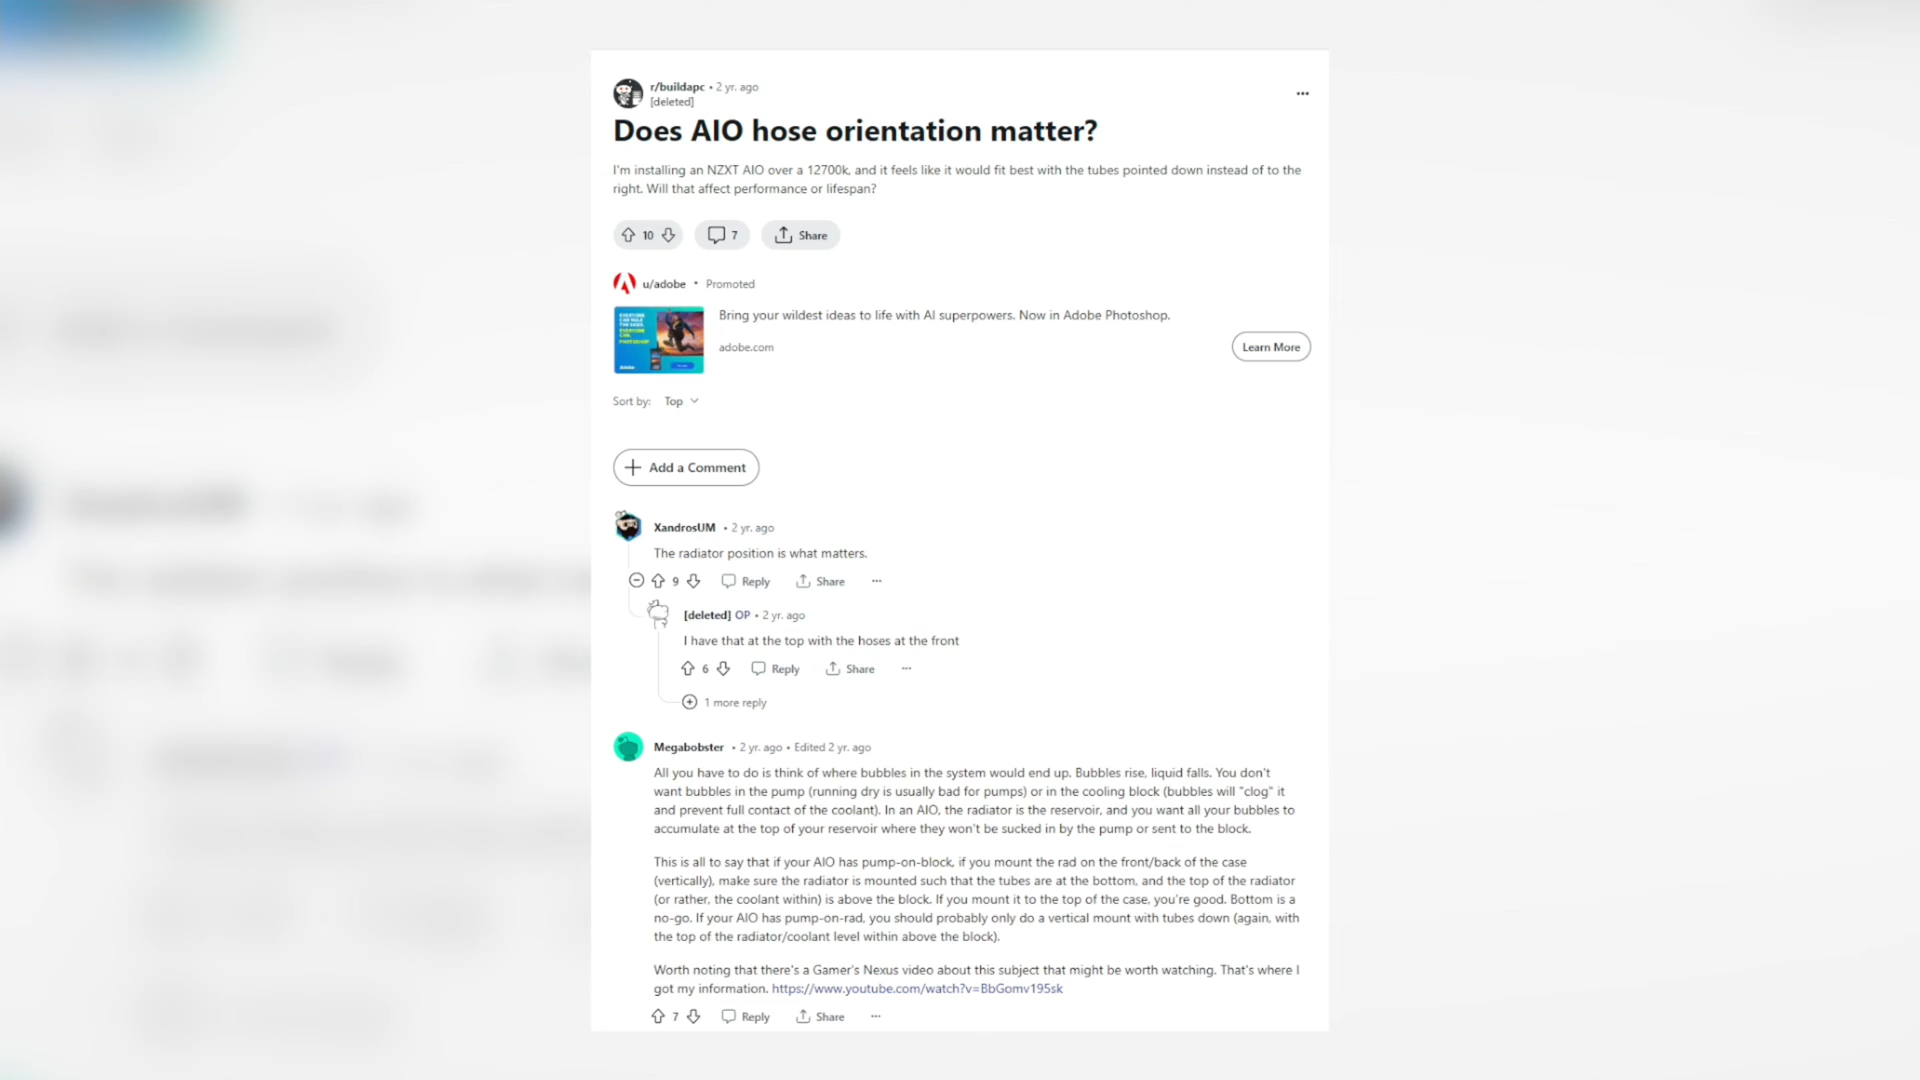 r/buildapc • 2 yr. ago
[deleted]
Does AIO hose orientation matter?
I'm installing an NZXT AIO over a 12700k, and it feels like it would fit best with the tubes pointed down instead of to the
right. Will that affect performance or lifespan?
10 7 Share
u/adobe • Promoted
EVERYONE
CAN RULE
THE SKIES.
EVERYONE
CAN
PHOTOSHOP
Adobe
Bring your wildest ideas to life with AI superpowers. Now in Adobe Photoshop.
adobe.com
Learn More
Sort by: Top
Add a Comment
XandrosUM • 2 yr. ago
The radiator position is what matters.
9 Reply Share
[deleted] OP • 2 yr. ago
I have that at the top with the hoses at the front
6 Reply Share
1 more reply
Megabobster • 2 yr. ago • Edited 2 yr. ago
All you have to do is think of where bubbles in the system would end up. Bubbles rise, liquid falls. You don't
want bubbles in the pump (running dry is usually bad for pumps) or in the cooling block (bubbles will "clog" it
and prevent full contact of the coolant). In an AIO, the radiator is the reservoir, and you want all your bubbles to
accumulate at the top of your reservoir where they won't be sucked in by the pump or sent to the block.
This is all to say that if your AIO has pump-on-block, if you mount the rad on the front/back of the case
(vertically), make sure the radiator is mounted such that the tubes are at the bottom, and the top of the radiator
(or rather, the coolant within) is above the block. If you mount it to the top of the case, you're good. Bottom is a
no-go. If your AIO has pump-on-rad, you should probably only do a vertical mount with tubes down (again, with
the top of the radiator/coolant level within above the block).
Worth noting that there's a Gamer's Nexus video about this subject that might be worth watching. That's where I
got my information. https://www.youtube.com/watch?v=BbGomv195sk
7 Reply Share